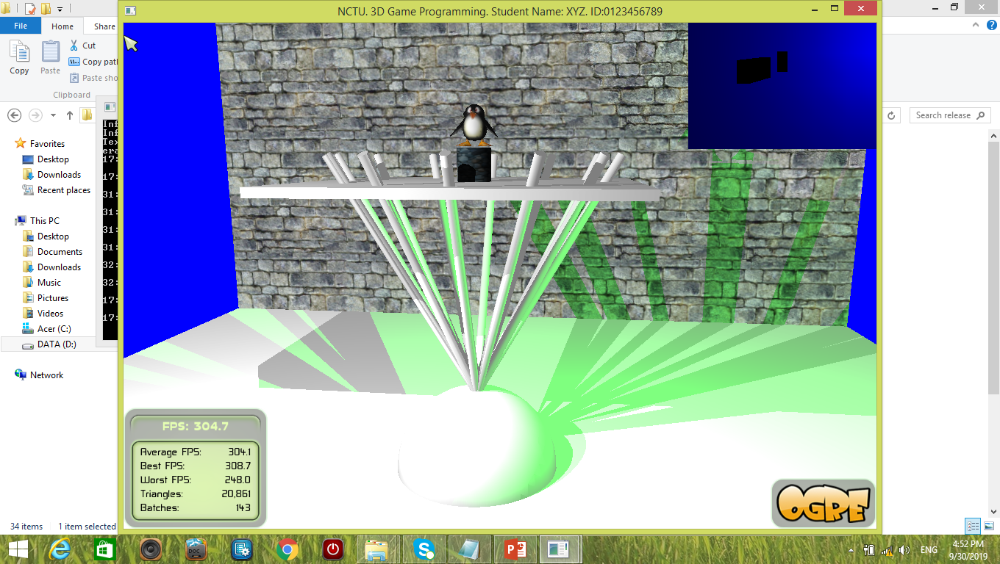 NCTU. 3D Game Programming. Student Name: XYZ. ID:0123456789
File
Home
Share
Copy
Paste
Cut
Copy pat
Paste sho
Clipboard
Search release
Favorites
Desktop
Downloads
Recent places
This PC
Desktop
Documents
Downloads
Music
Pictures
Videos
Acer (C:)
DATA (D:)
Network
Inf
Inf
Tex
era
17:
17:
31:
31:
31:
31:
32:
32:
17:
17:
FPS: 304.7
Average FPS: 304.1
Best FPS: 308.7
Worst FPS: 248.0
Triangles: 20,861
Batches: 143
OGRE
34 items 1 item selected
DOC
ENG
4:52 PM
9/30/2019